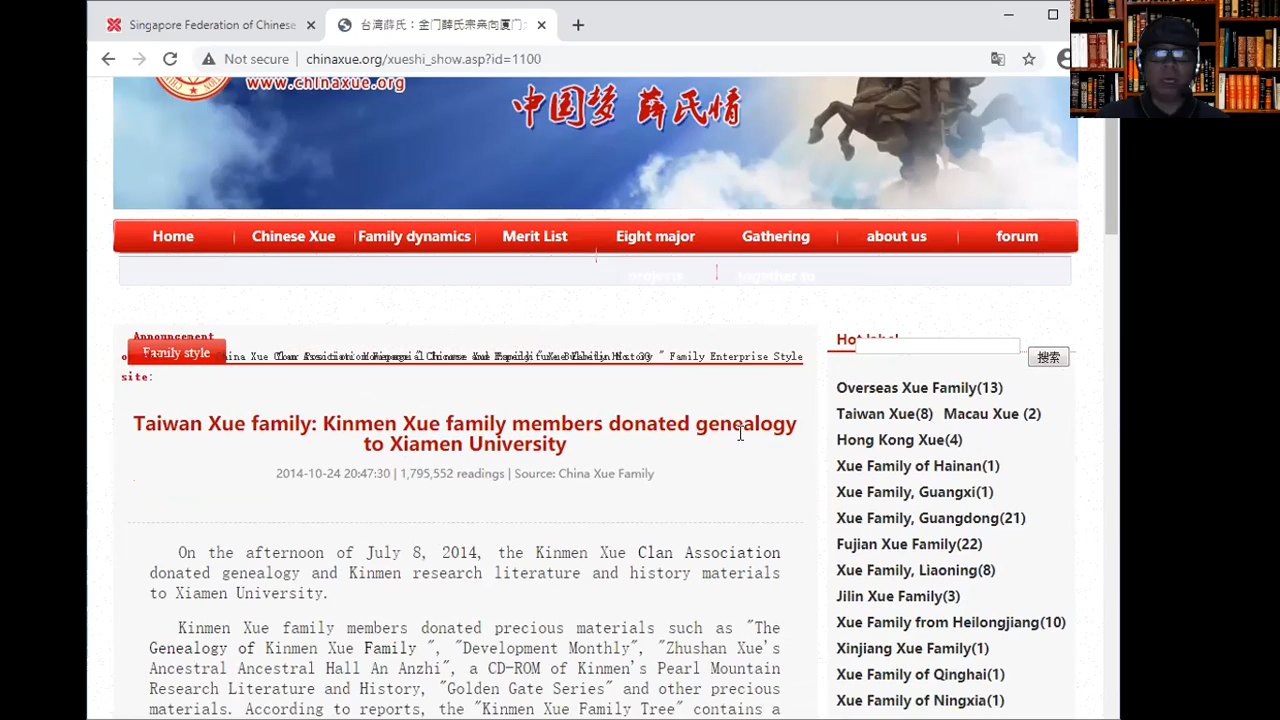 Singapore Federation of Chinese
台湾薛氏：金门薛氏宗亲向厦门
Not secure | chinaxue.org/xueshi_show.asp?id=1100
www.chinaxue.org
中国梦 薛氏情
Home
Chinese Xue
Family dynamics
Merit List
Eight major
Gathering
about us
forum
projects
together to
Announcement
Family style
Family Enterprise Style
site:
Taiwan Xue family: Kinmen Xue family members donated genealogy
to Xiamen University
2014-10-24 20:47:30 | 1,795,552 readings | Source: China Xue Family
On the afternoon of July 8, 2014, the Kinmen Xue Clan Association
donated genealogy and Kinmen research literature and history materials
to Xiamen University.
Kinmen Xue family members donated precious materials such as "The
Genealogy of Kinmen Xue Family ", "Development Monthly", "Zhushan Xue's
Ancestral Ancestral Hall An Anzhi", a CD-ROM of Kinmen's Pearl Mountain
Research Literature and History, "Golden Gate Series" and other precious
materials. According to reports, the "Kinmen Xue Family Tree" contains a
搜索
Overseas Xue Family(13)
Taiwan Xue(8) Macau Xue (2)
Hong Kong Xue(4)
Xue Family of Hainan(1)
Xue Family, Guangxi(1)
Xue Family, Guangdong(21)
Fujian Xue Family(22)
Xue Family, Liaoning(8)
Jilin Xue Family(3)
Xue Family from Heilongjiang(10)
Xinjiang Xue Family(1)
Xue Family of Qinghai(1)
Xue Family of Ningxia(1)